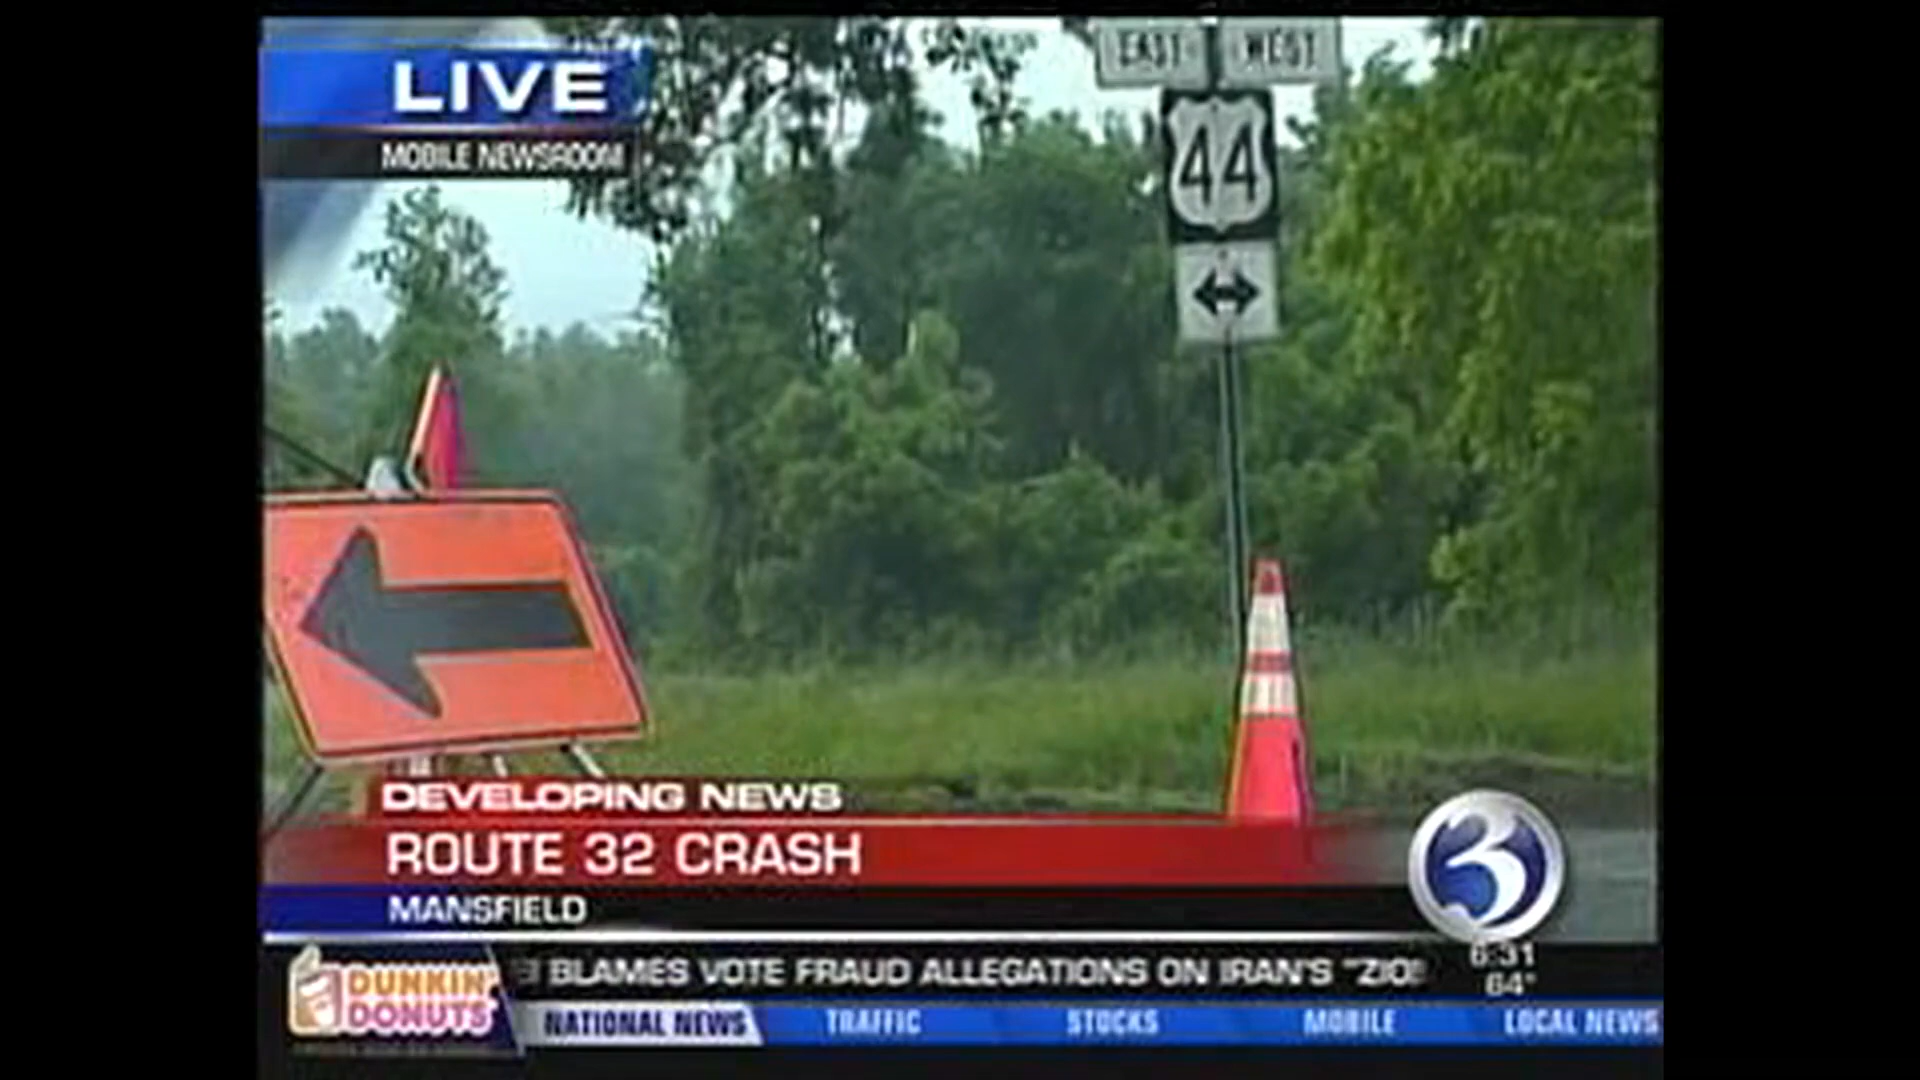 EAST WEST
LIVE
MOBILE NEWSROOM
44
DEVELOPING NEWS
ROUTE 32 CRASH
3
MANSFIELD
BLAMES VOTE FRAUD ALLEGATIONS ON IRAN'S
6:31
64°
DUNKIN'
DONUTS
NATIONAL NEWS TRAFFIC STOCKS MOBILE LOCAL NEWS